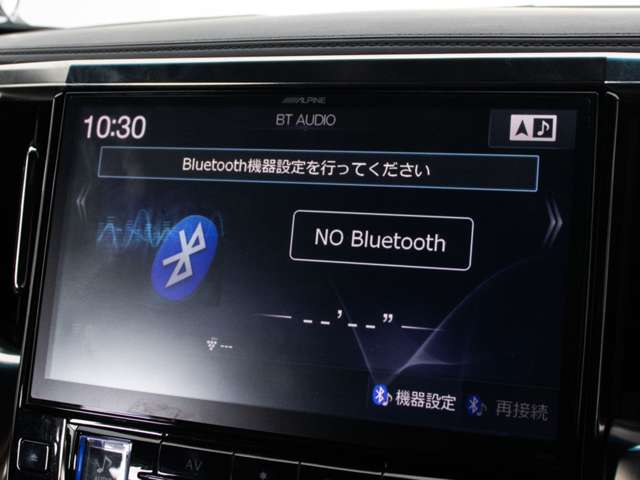 ALPINE
10:30
BT AUDIO
Bluetooth機器設定を行ってください
NO Bluetooth
--'--"
---
機器設定
再接続
AUDIO
AV